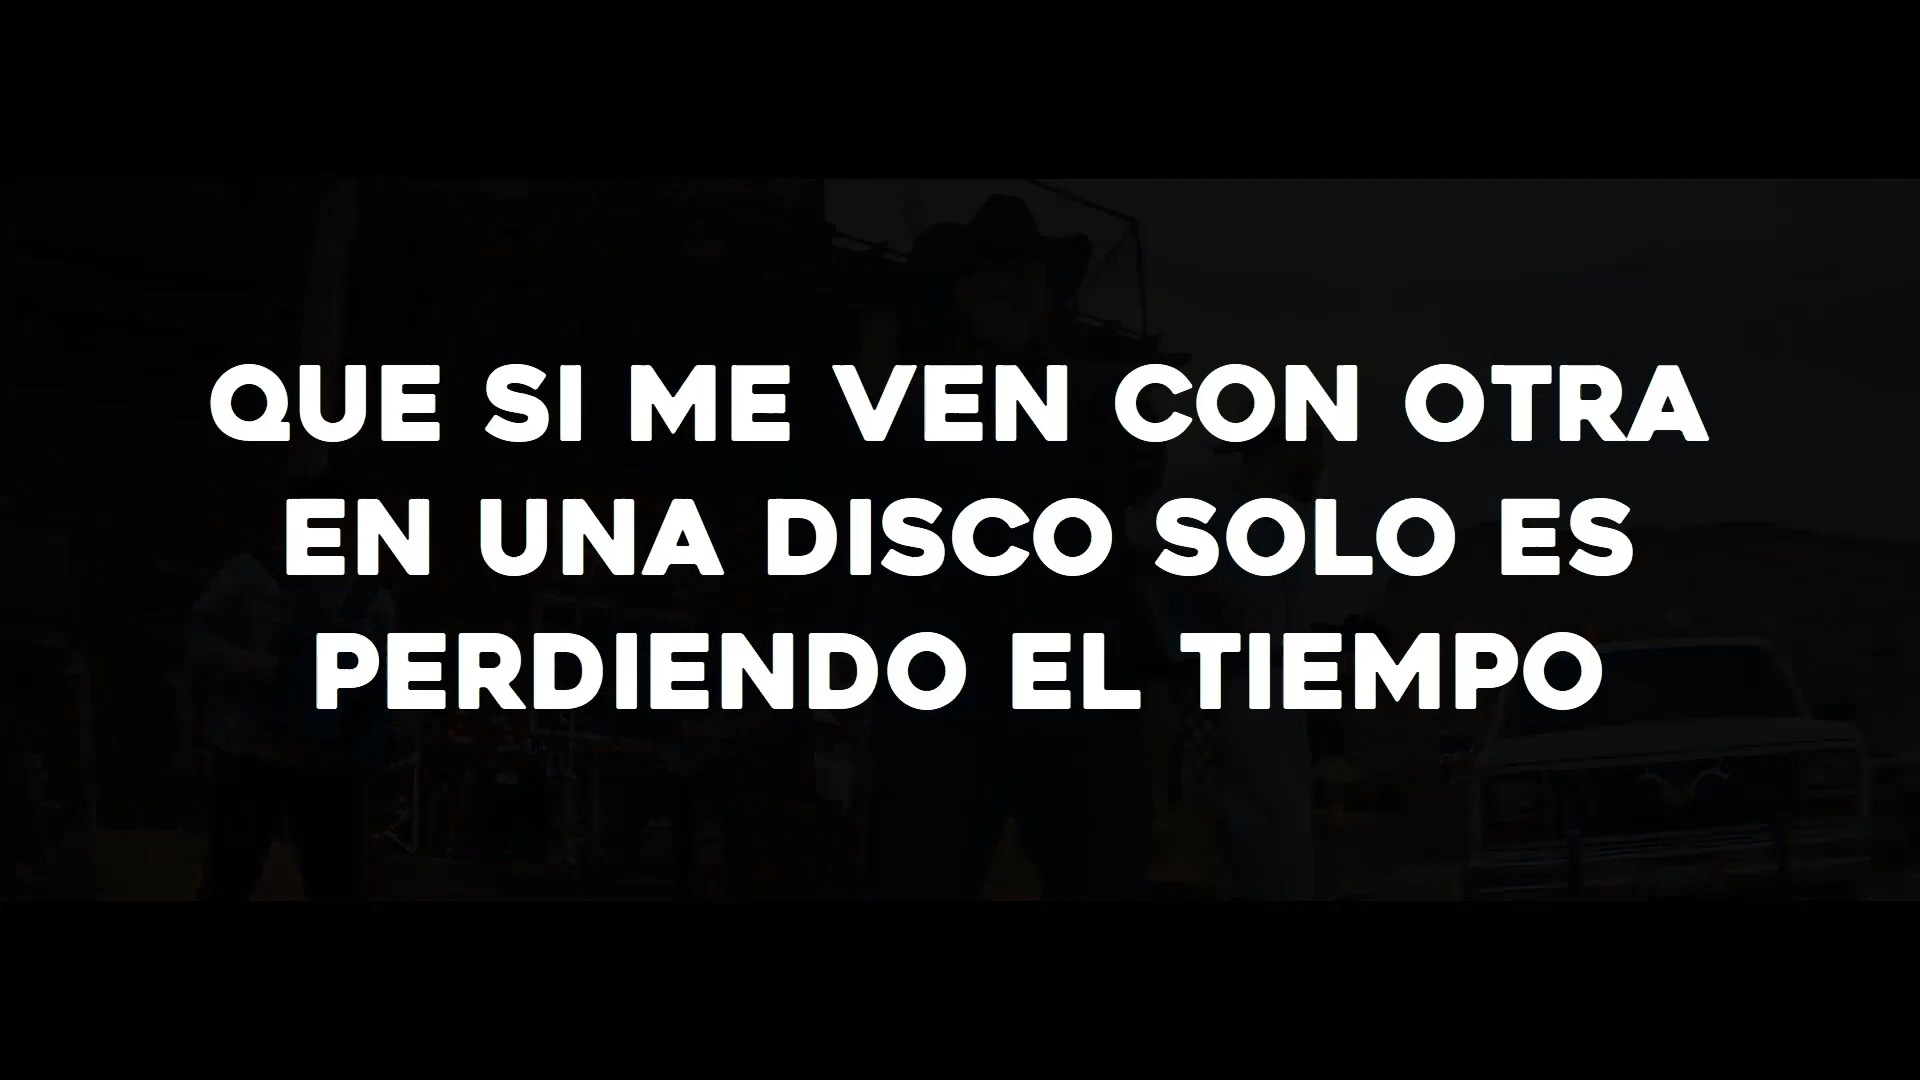 QUE SI ME VEN CON OTRA
EN UNA DISCO SOLO ES
PERDIENDO EL TIEMPO